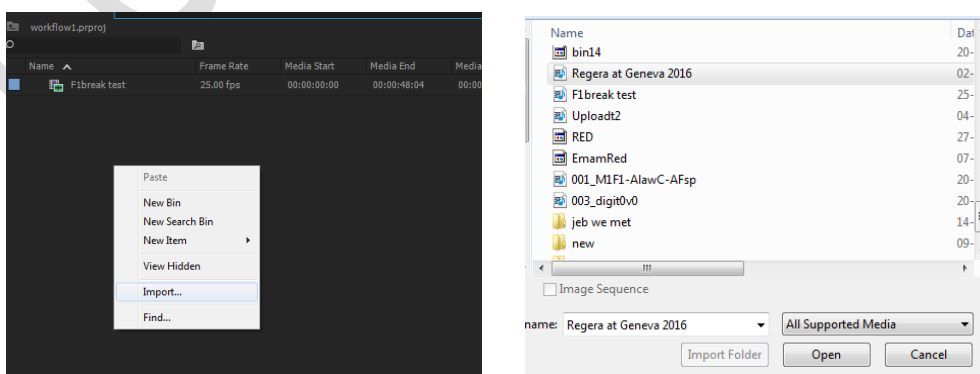 workflow1.prproj
Name Frame Rate Media Start Media End Media
F1break test 25.00 fps 00:00:00:00 00:00:48:04 00:00
Paste
New Bin
New Search Bin
New Item
View Hidden
Import...
Find...
Name Dat
bin14 20-
Regera at Geneva 2016 02-
F1break test 25-
Uploadt2 04-
RED 27-
EmamRed 07-
001_M1F1-AlawC-AFsp 20-
003_digit0v0 20-
jeb we met 14-
new 09-
Image Sequence
name: Regera at Geneva 2016 All Supported Media
Import Folder Open Cancel